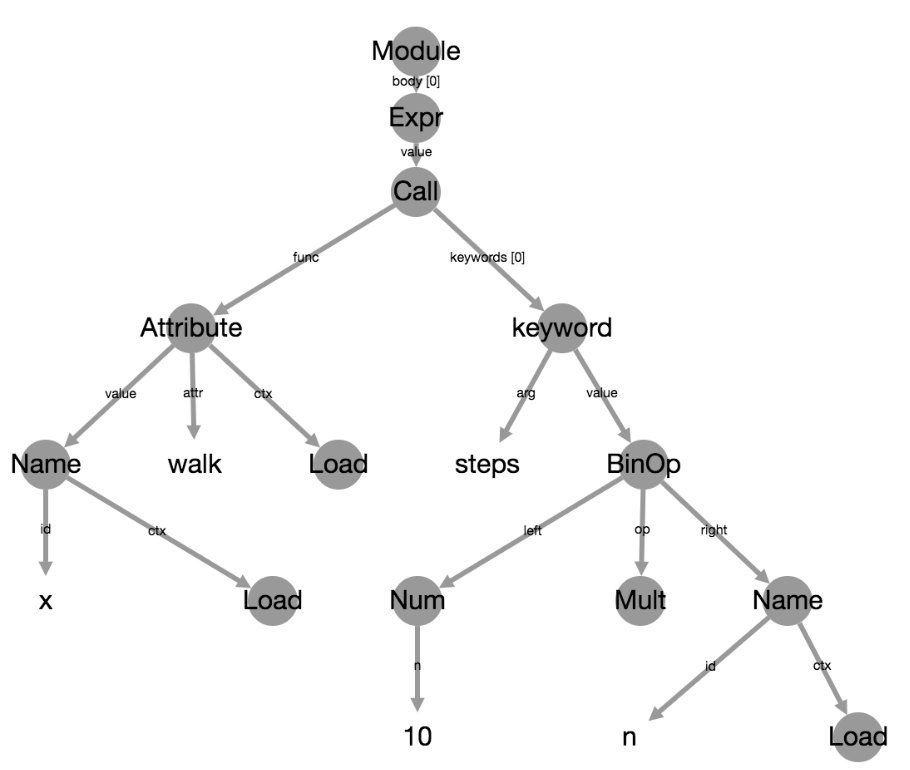 Module
body [0]
Expr
value
Call
func
keywords [0]
Attribute
keyword
value
attr
ctx
arg
value
Name
walk
Load
steps
BinOp
id
ctx
left
op
right
x
Load
Num
Mult
Name
n
id
ctx
10
n
Load